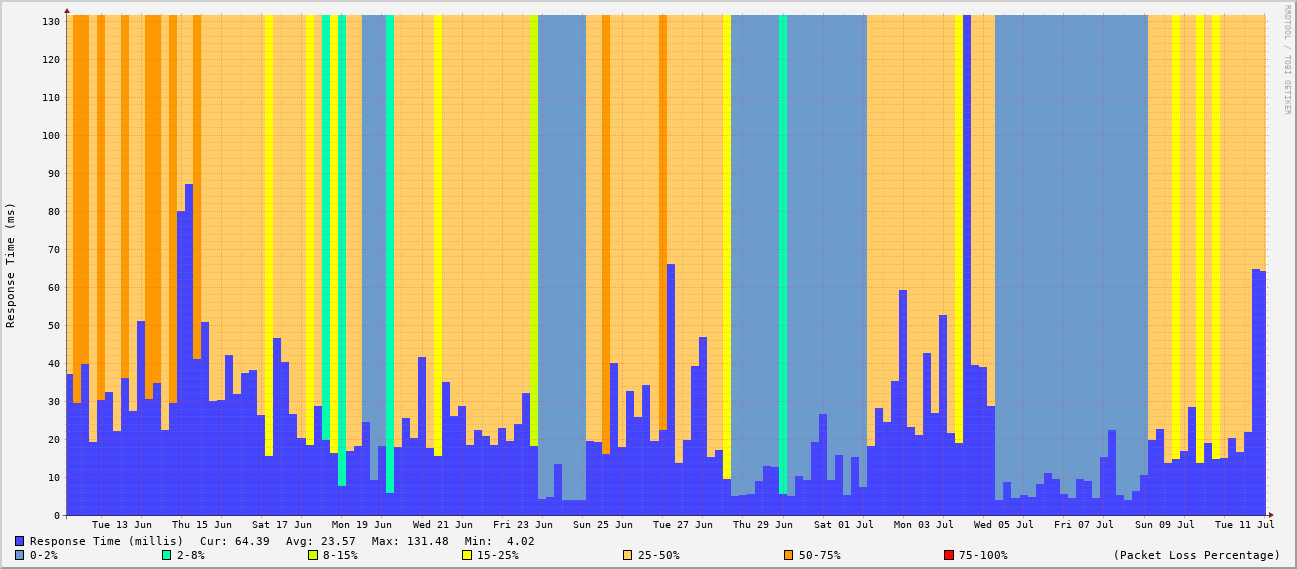 RRDTOOL / TOBI OETIKER
Response Time (ms)
130
120
110
100
90
80
70
60
50
40
30
20
10
0
Tue 13 Jun Thu 15 Jun Sat 17 Jun Mon 19 Jun Wed 21 Jun Fri 23 Jun Sun 25 Jun Tue 27 Jun Thu 29 Jun Sat 01 Jul Mon 03 Jul Wed 05 Jul Fri 07 Jul Sun 09 Jul Tue 11 Jul
Response Time (millis) Cur: 64.39 Avg: 23.57 Max: 131.48 Min: 4.02
0-2% 2-8% 8-15% 15-25% 25-50% 50-75% 75-100% (Packet Loss Percentage)